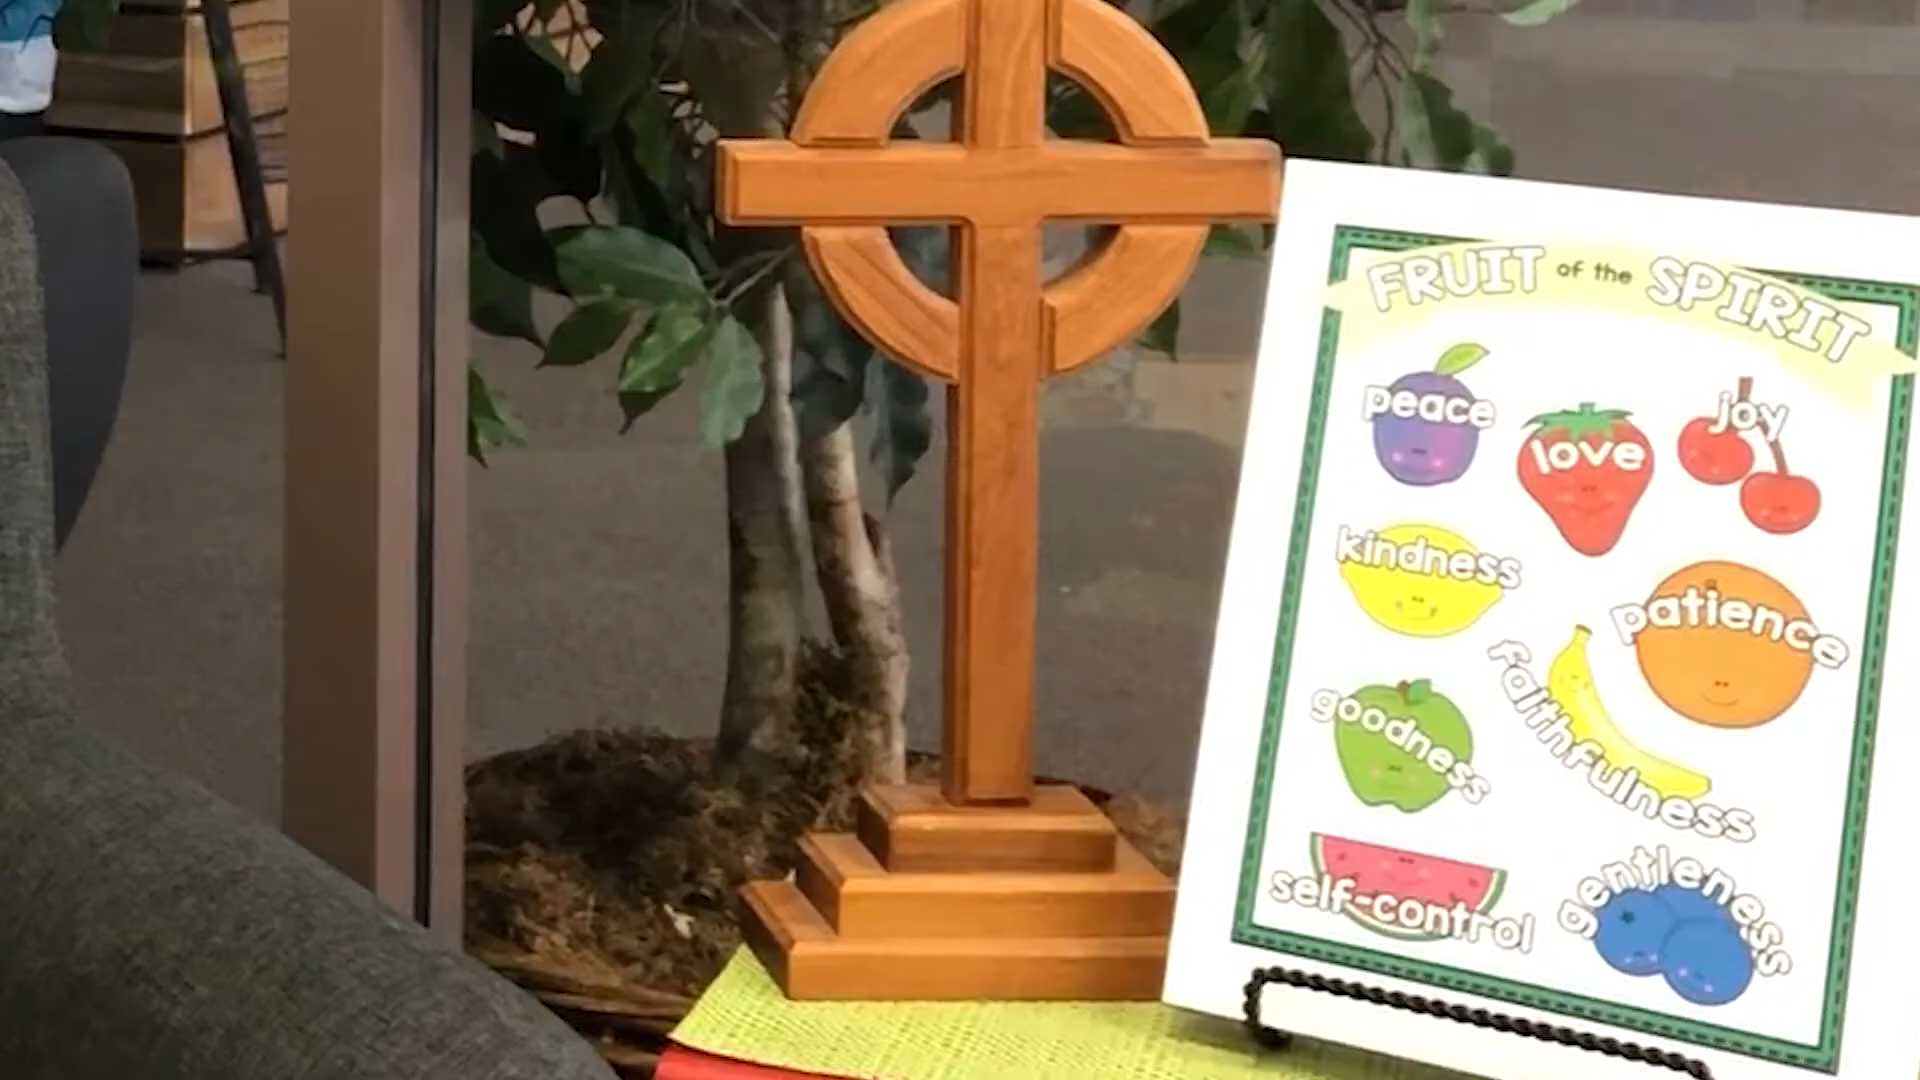 FRUIT of the SPIRIT
peace
love
joy
kindness
patience
faithfulness
goodness
self-control
gentleness